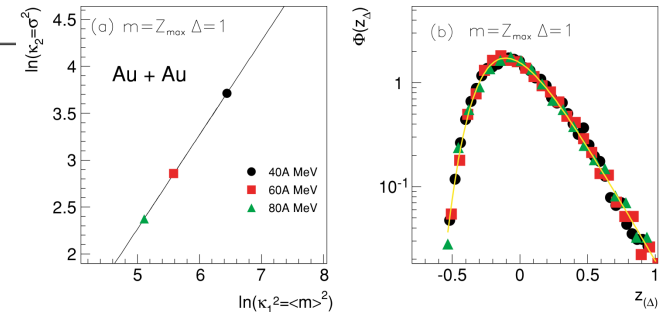 (a) m=Zmax Δ=1
Au + Au
40A MeV
60A MeV
80A MeV
ln(κ₂=σ²)
4.5
4
3.5
3
2.5
2
5
6
7
8
ln(κ₁²=<m>²)
(b) m=Zmax Δ=1
Φ(z_Δ)
1
10⁻¹
-0.5
0
0.5
1
z_(Δ)